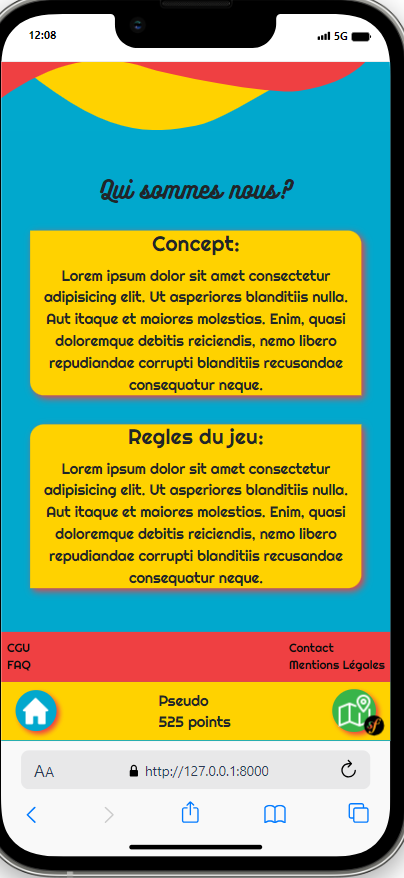 12:08
5G
Qui sommes nous?
Concept:
Lorem ipsum dolor sit amet consectetur
adipisicing elit. Ut asperiores blanditiis nulla.
Aut itaque et maiores molestias. Enim, quasi
doloremque debitis reiciendis, nemo libero
repudiandae corrupti blanditiis recusandae
consequatur neque.
Regles du jeu:
Lorem ipsum dolor sit amet consectetur
adipisicing elit. Ut asperiores blanditiis nulla.
Aut itaque et maiores molestias. Enim, quasi
doloremque debitis reiciendis, nemo libero
repudiandae corrupti blanditiis recusandae
consequatur neque.
CGU
Contact
FAQ
Mentions Légales
Pseudo
525 points
sf
AA
http://127.0.0.1:8000